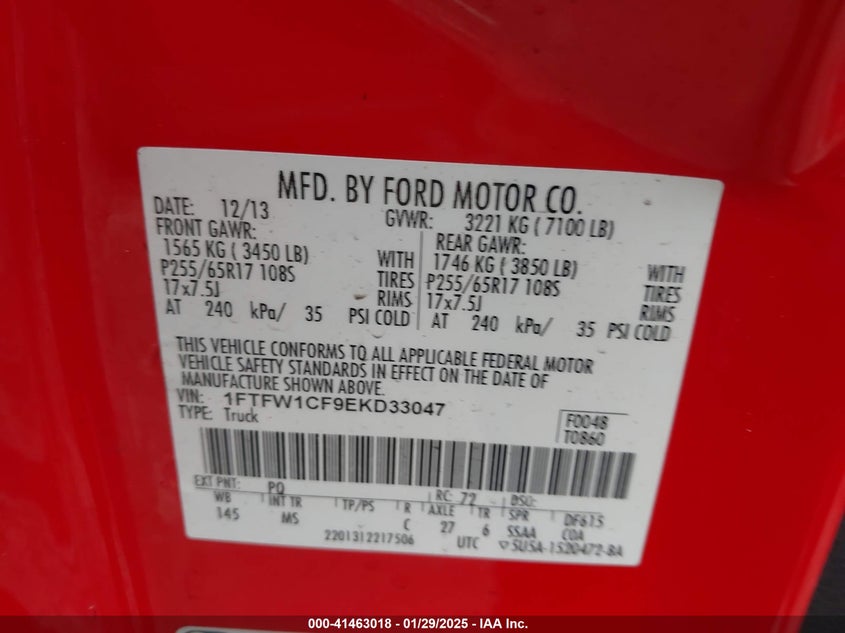 MFD. BY FORD MOTOR CO.
DATE: 12/13 GVWR: 3221 KG ( 7100 LB)
FRONT GAWR: REAR GAWR:
1565 KG ( 3450 LB) WITH 1746 KG ( 3850 LB) WITH
P255/65R17 108S TIRES P255/65R17 108S TIRES
17x7.5J RIMS 17x7.5J RIMS
AT 240 kPa/ 35 PSI COLD AT 240 kPa/ 35 PSI COLD
THIS VEHICLE CONFORMS TO ALL APPLICABLE FEDERAL MOTOR
VEHICLE SAFETY STANDARDS IN EFFECT ON THE DATE OF
MANUFACTURE SHOWN ABOVE.
VIN: 1FTFW1CF9EKD33047 F0048
TYPE: Truck T0860
EXT PNT: PQ RC: 72 DSO:
WB INT TR TP/PS R AXLE TR SPR DF615
145 MS C 27 6 SSAA COA
2201312217506 UTC 5U5A-1520472-BA
000-41463018 - 01/29/2025 - IAA Inc.